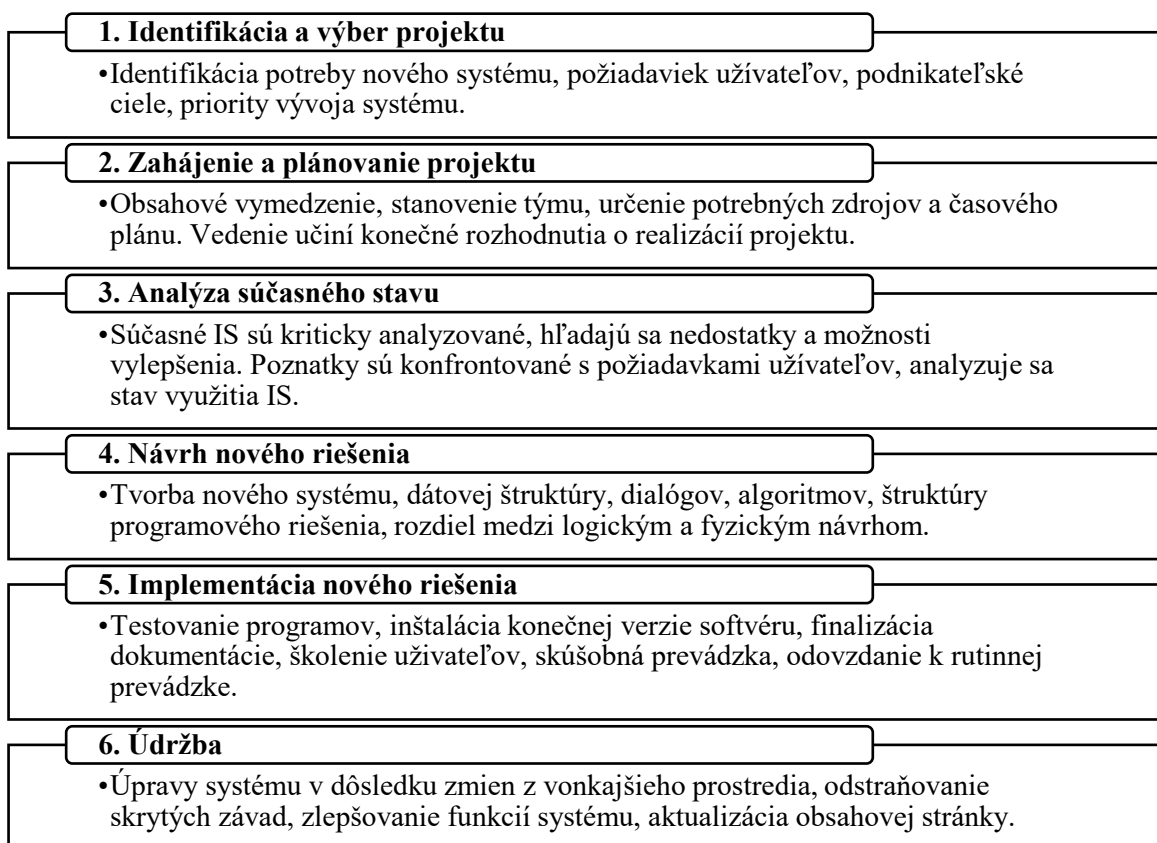 1. Identifikácia a výber projektu
•Identifikácia potreby nového systému, požiadaviek užívateľov, podnikateľské
ciele, priority vývoja systému.
2. Zahájenie a plánovanie projektu
•Obsahové vymedzenie, stanovenie týmu, určenie potrebných zdrojov a časového
plánu. Vedenie učiní konečné rozhodnutia o realizácií projektu.
3. Analýza súčasného stavu
•Súčasné IS sú kriticky analyzované, hľadajú sa nedostatky a možnosti
vylepšenia. Poznatky sú konfrontované s požiadavkami užívateľov, analyzuje sa
stav využitia IS.
4. Návrh nového riešenia
•Tvorba nového systému, dátovej štruktúry, dialógov, algoritmov, štruktúry
programového riešenia, rozdiel medzi logickým a fyzickým návrhom.
5. Implementácia nového riešenia
•Testovanie programov, inštalácia konečnej verzie softvéru, finalizácia
dokumentácie, školenie uživateľov, skúšobná prevádzka, odovzdanie k rutinnej
prevádzke.
6. Údržba
•Úpravy systému v dôsledku zmien z vonkajšieho prostredia, odstraňovanie
skrytých závad, zlepšovanie funkcií systému, aktualizácia obsahovej stránky.